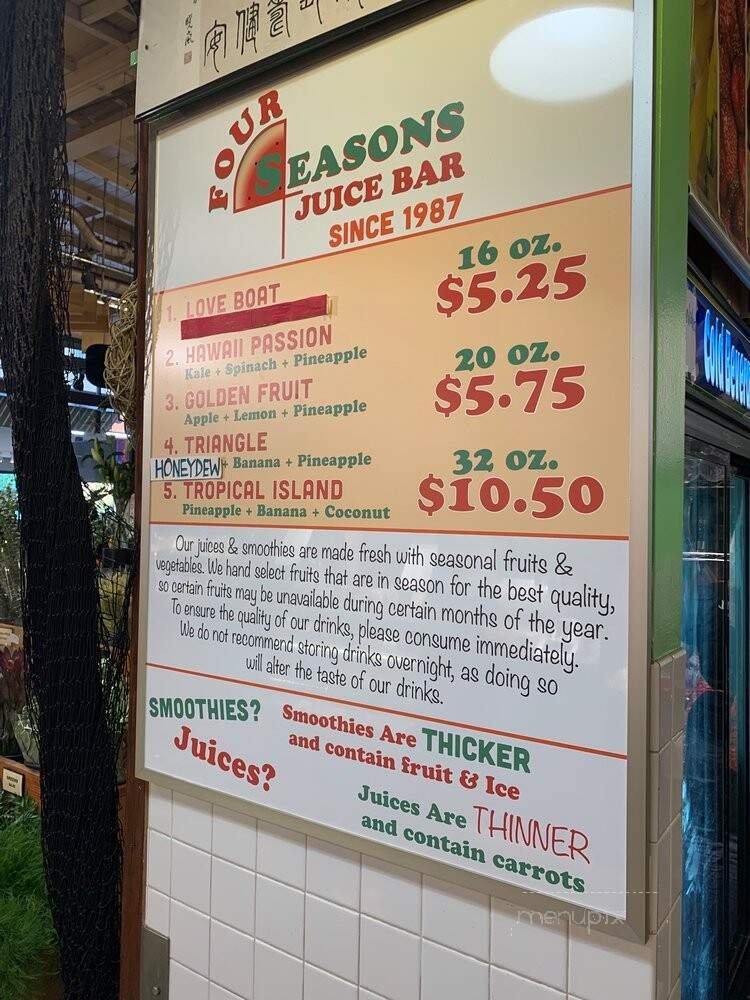 安
FOUR
SEASONS
JUICE BAR
SINCE 1987
1. LOVE BOAT
2. HAWAII PASSION
Kale + Spinach + Pineapple
3. GOLDEN FRUIT
Apple + Lemon + Pineapple
4. TRIANGLE
HONEYDEW + Banana + Pineapple
5. TROPICAL ISLAND
Pineapple + Banana + Coconut
16 OZ.
$5.25
20 OZ.
$5.75
32 OZ.
$10.50
Our juices & smoothies are made fresh with seasonal fruits &
vegetables. We hand select fruits that are in season for the best quality,
so certain fruits may be unavailable during certain months of the year.
To ensure the quality of our drinks, please consume immediately.
We do not recommend storing drinks overnight, as doing so
will alter the taste of our drinks.
SMOOTHIES?
Smoothies Are THICKER
and contain fruit & Ice
Juices?
Juices Are THINNER
and contain carrots
Cold Bever
menupix